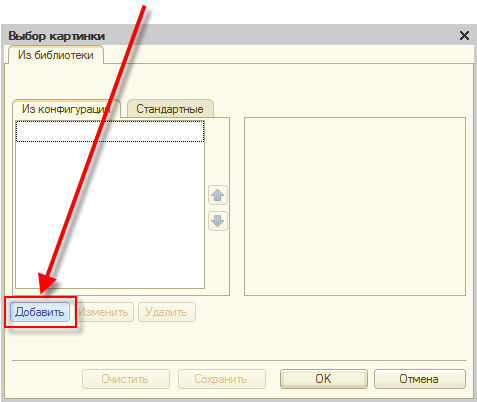 Выбор картинки
Из библиотеки
Из конфигурации Стандартные
Добавить Изменить Удалить
Очистить Сохранить OK Отмена